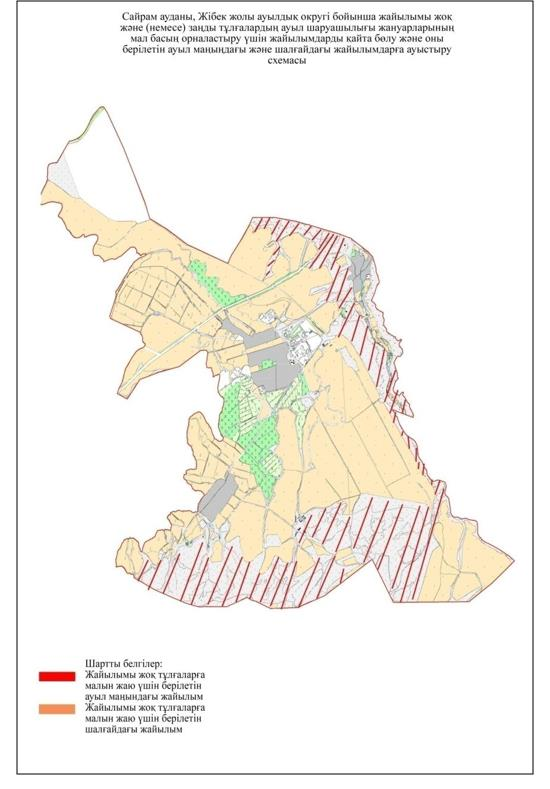 Сайрам ауданы, Жібек жолы ауылдық округі бойынша жайылымы жоқ
және (немесе) заңды тұлғалардың ауыл шаруашылығы жануарларының
мал басың орналастыру үшін жайылымдарды қайта бөлу және оны
берілетін ауыл маңындағы және шалғайдағы жайылымдарға ауыстыру
схемасы
Шартты белгілер:
Жайылымы жоқ тұлғаларға
малын жаю үшін берілетін
ауыл маңындағы жайылым
Жайылымы жоқ тұлғаларға
малын жаю үшін берілетін
шалғайдағы жайылым